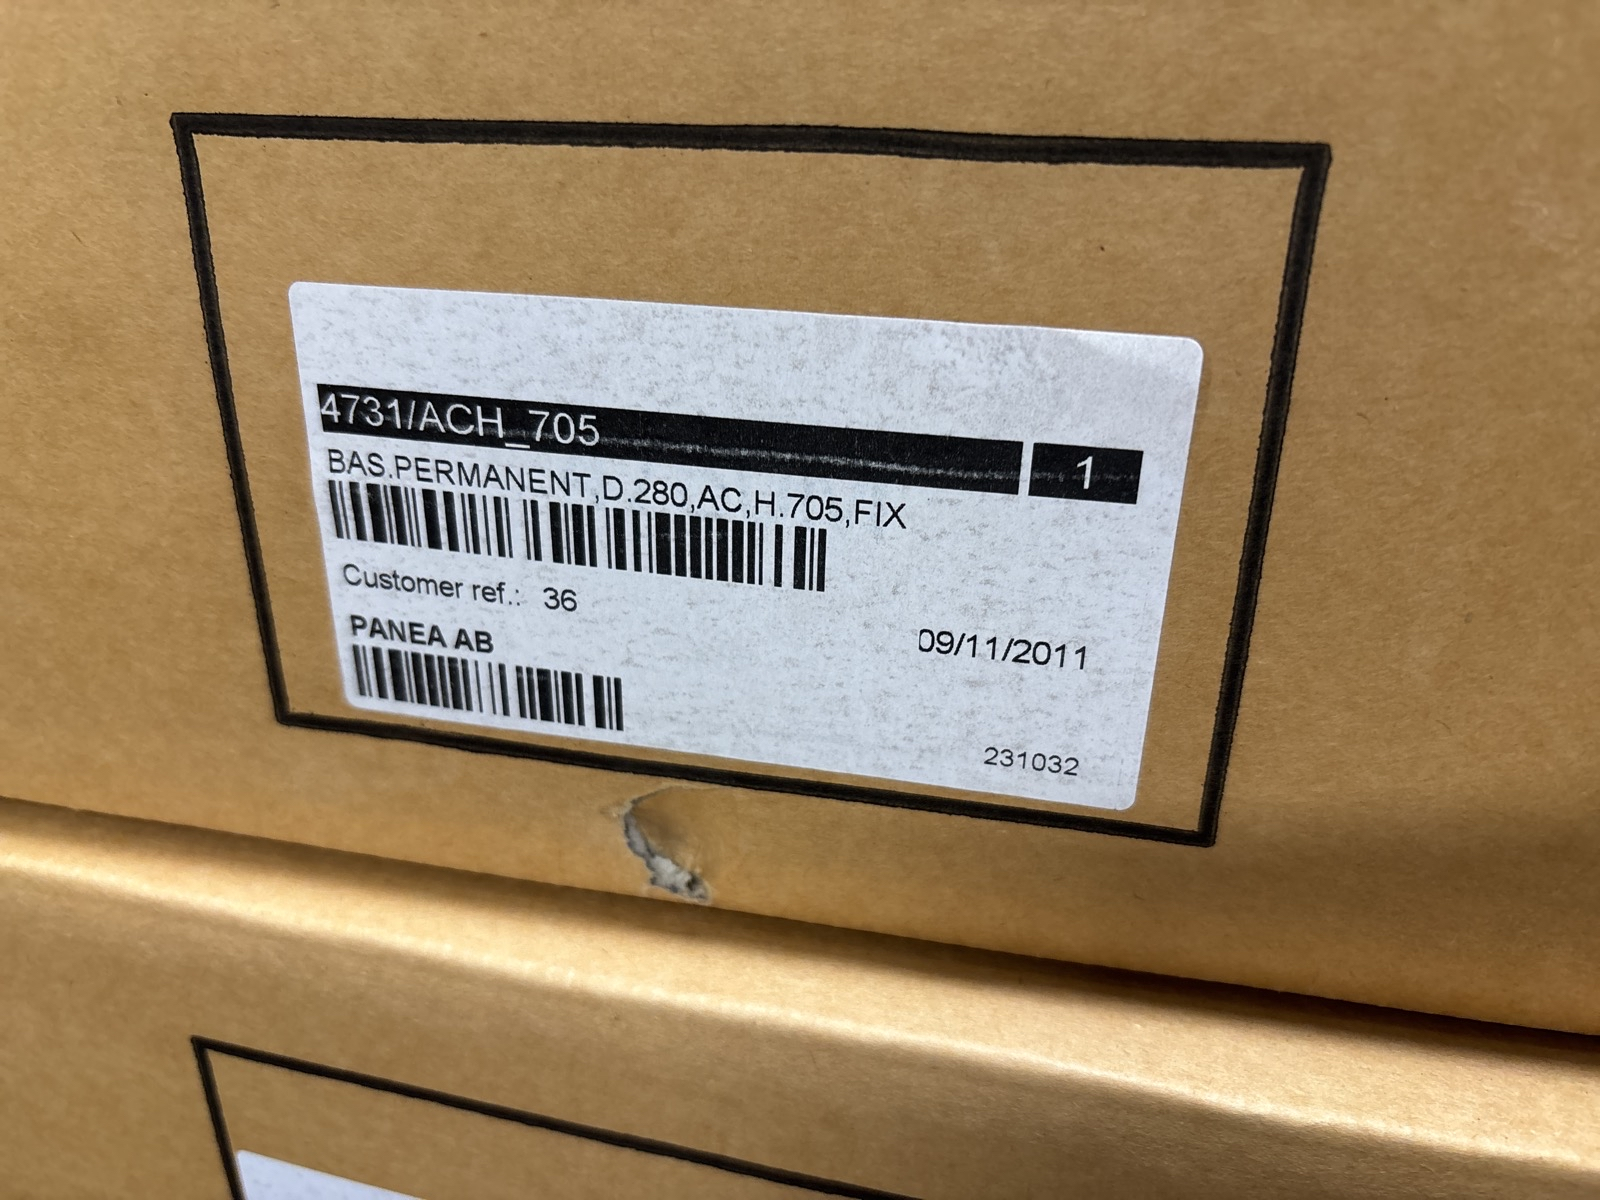 4731/ACH_705 1
BAS.PERMANENT,D.280,AC,H.705,FIX
Customer ref.: 36
PANEA AB
09/11/2011
231032